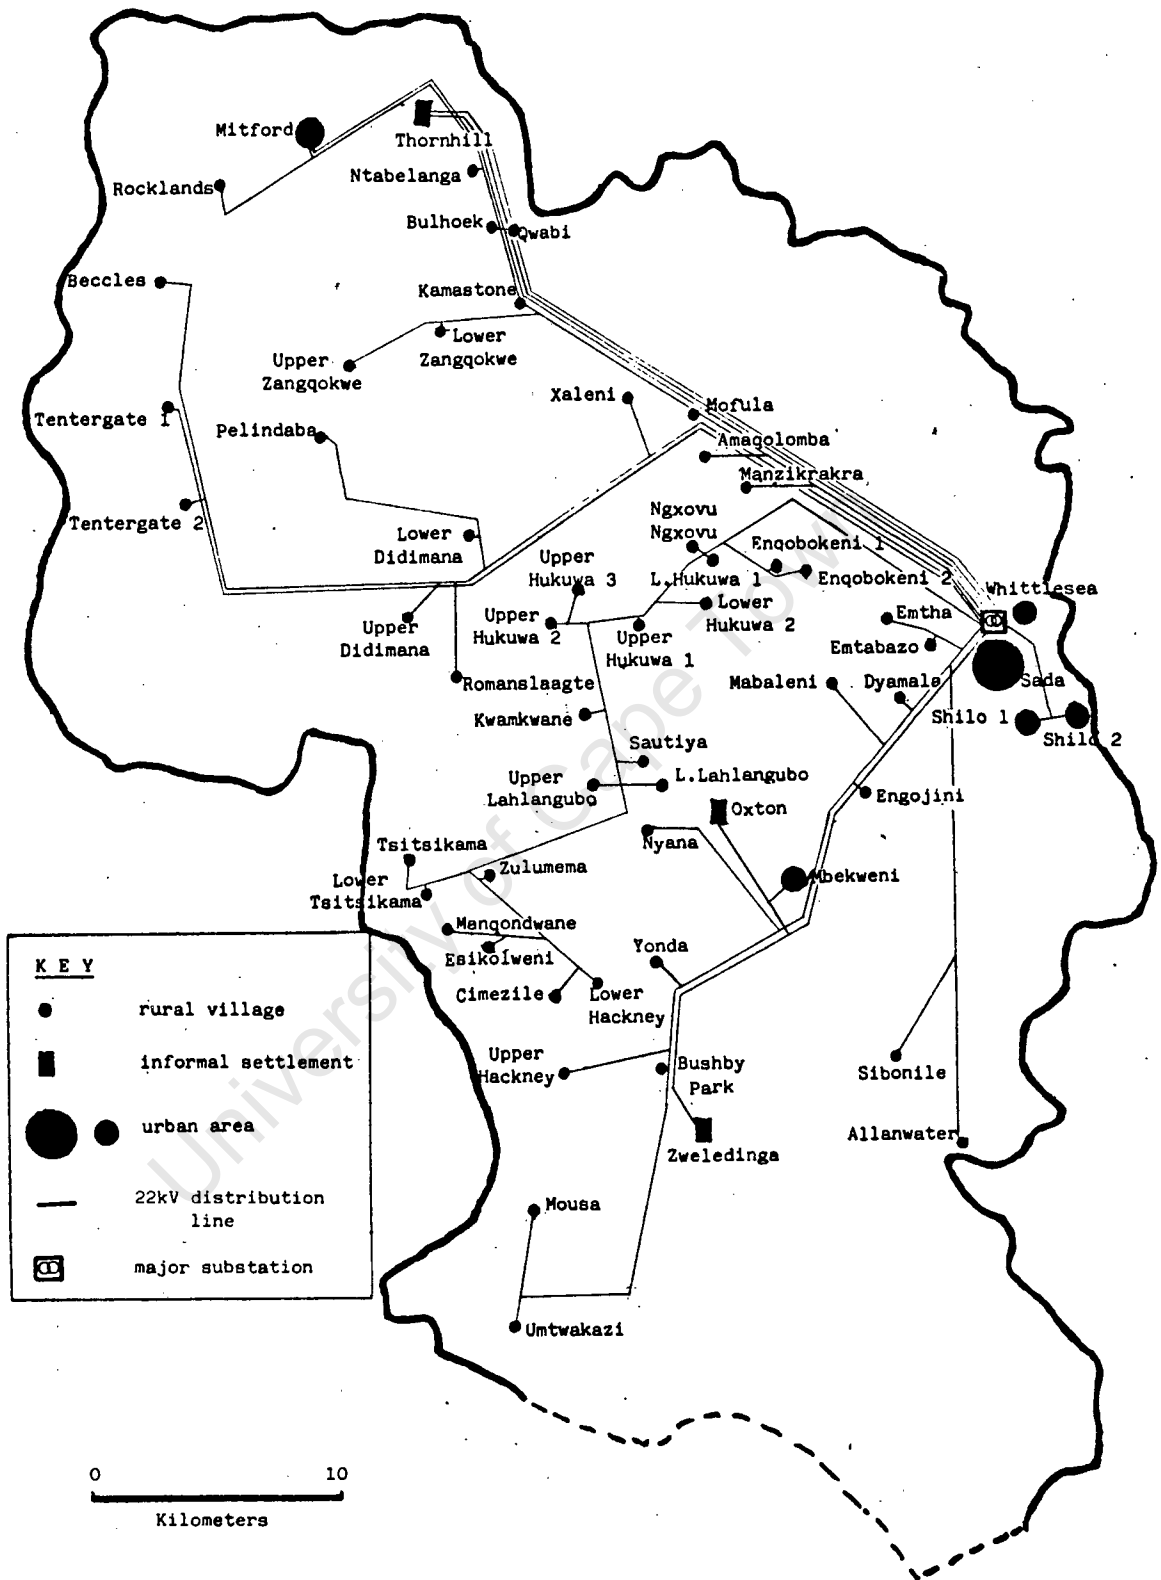 Mitford
Thornhill
Rocklands
Ntabelanga
Bulhoek
Qwabi
Beccles
Kamastone
Lower
Zangqokwe
Upper
Zangqokwe
Xaleni
Mofula
Tentergate 1
Pelindaba
Amaqolomba
Manzikrakra
Tentergate 2
Ngxovu
Ngxovu
Lower
Didimana
Enqobokeni 1
Upper
Hukuwa 3
L.Hukuwa 1
Enqobokeni 2
Whittlesea
Upper
Didimana
Upper
Hukuwa 2
Lower
Hukuwa 2
Emtha
Upper
Hukuwa 1
Emtabazo
Romanslaagte
Mabaleni
Dyamala
Sada
Kwamkwane
Shilo 1
Shilo 2
Sautiya
Upper
Lahlangubo
L.Lahlangubo
Engojini
Oxton
Nyana
Tsitsikama
Zulumema
Mbekweni
Lower
Tsitsikama
Mangondwane
Esikolweni
Yonda
Cimezile
Lower
Hackney
Upper
Hackney
Bushby
Park
Sibonile
Zweledinga
Allanwater
Mousa
Umtwakazi
KEY
rural village
informal settlement
urban area
22kV distribution
line
major substation
0 10
Kilometers
University of Cape Town